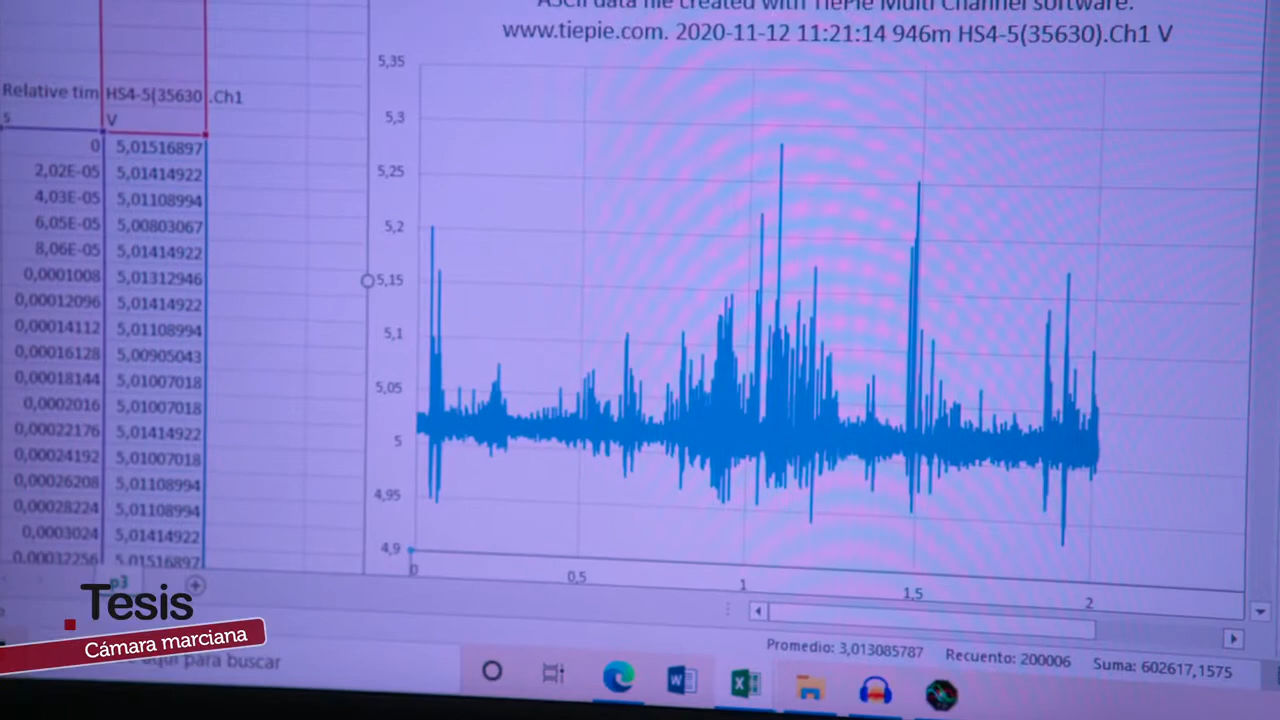 ASCII data file created with TiePie Multi Channel software.
www.tiepie.com. 2020-11-12 11:21:14 946m HS4-5(35630).Ch1 V
Relative tim HS4-5(35630 .Ch1
s V
0 5,01516897
2,02E-05 5,01414922
4,03E-05 5,01108994
6,05E-05 5,00803067
8,06E-05 5,01414922
0,0001008 5,01312946
0,00012096 5,01414922
0,00014112 5,01108994
0,00016128 5,00905043
0,00018144 5,01007018
0,0002016 5,01007018
0,00022176 5,01414922
0,00024192 5,01007018
0,00026208 5,01108994
0,00028224 5,01108994
0,0003024 5,01414922
0,00032256 5,01516897
5,35
5,3
5,25
5,2
5,15
5,1
5,05
5
4,95
4,9
0 0,5 1 1,5 2
p3
Tesis
Cámara marciana
aquí para buscar
Promedio: 3,013085787 Recuento: 200006 Suma: 602617,1575